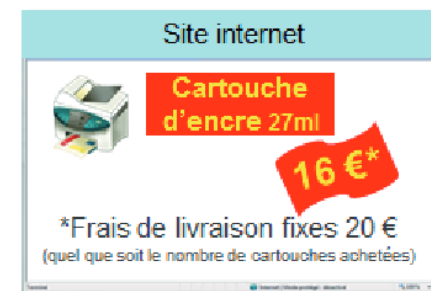 Site internet
Cartouche
d'encre 27ml
16 €*
*Frais de livraison fixes 20 €
(quel que soit le nombre de cartouches achetées)